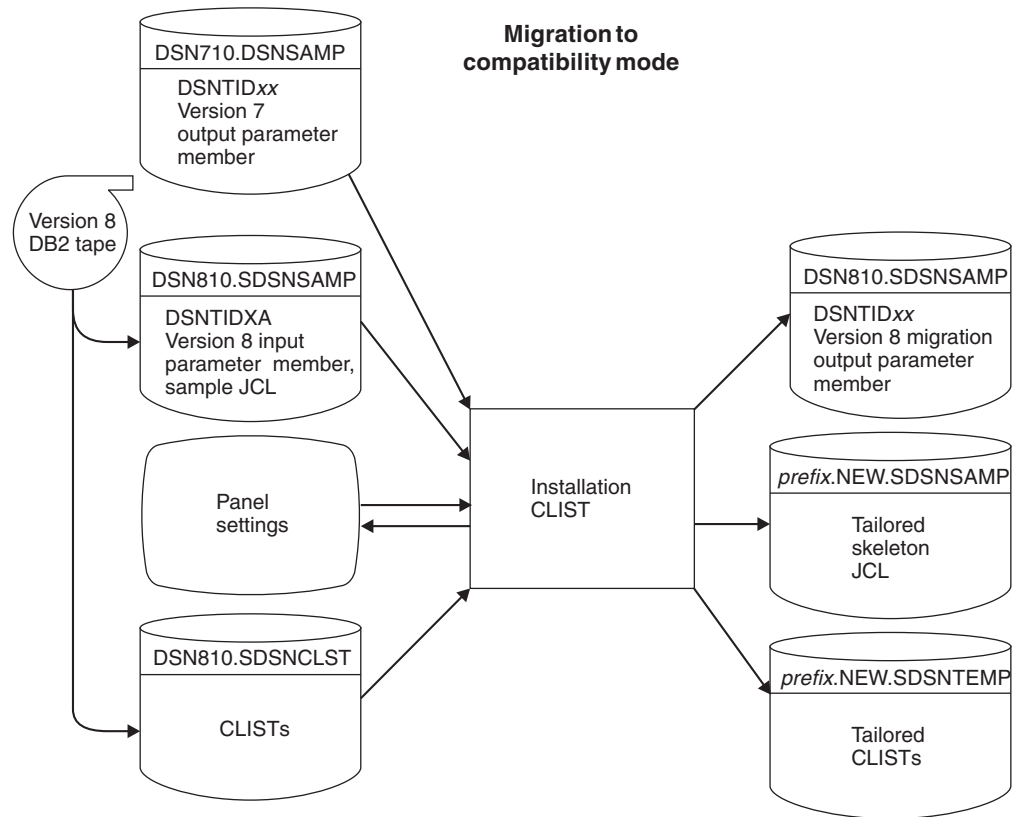 Migration to
compatibility mode
DSN710.DSNSAMP
DSNTIDxx
Version 7
output parameter
member
Version 8
DB2 tape
DSN810.SDSNSAMP
DSNTIDXA
Version 8 input
parameter member,
sample JCL
Panel
settings
DSN810.SDSNCLST
CLISTs
Installation
CLIST
DSN810.SDSNSAMP
DSNTIDxx
Version 8 migration
output parameter
member
prefix.NEW.SDSNSAMP
Tailored
skeleton
JCL
prefix.NEW.SDSNTEMP
Tailored
CLISTs